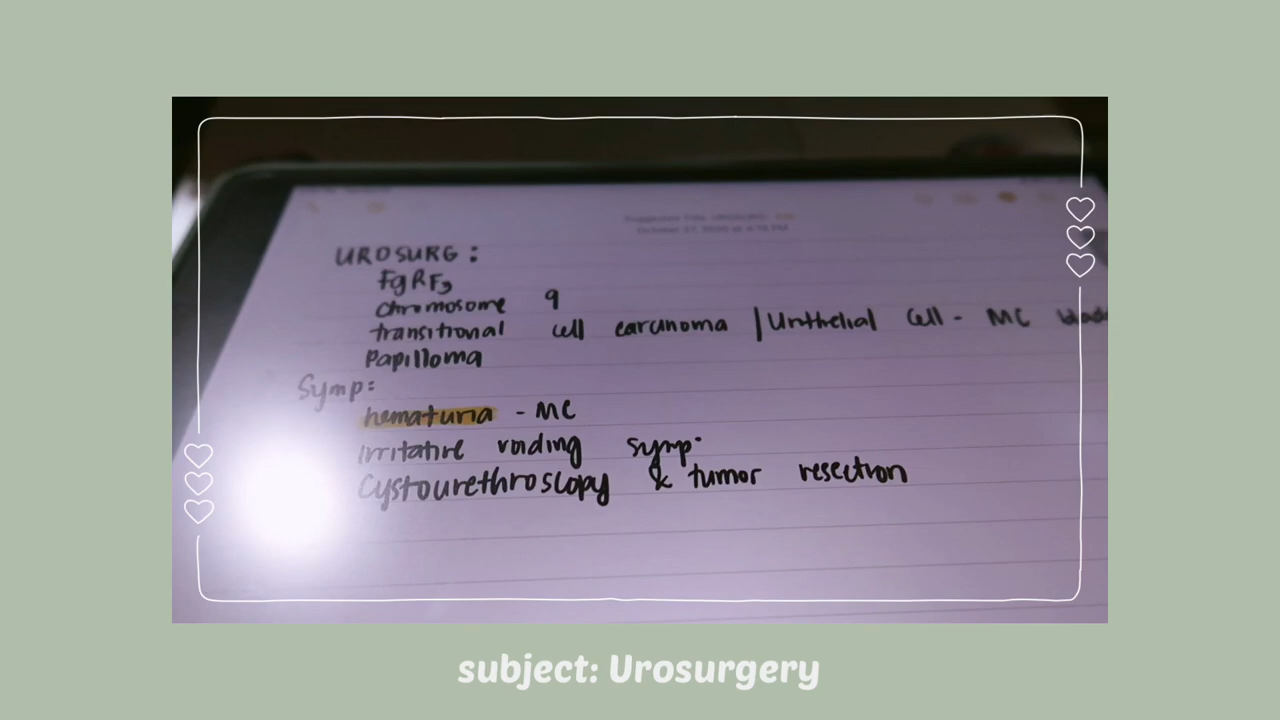 UROSURG :
FgRF3
Chromosome 9
transitional cell carcinoma | Urothelial Cell - MC
Papilloma
Symp:
hematuria - MC
Irritative voiding symp.
Cystourethroscopy & tumor resection
subject: Urosurgery